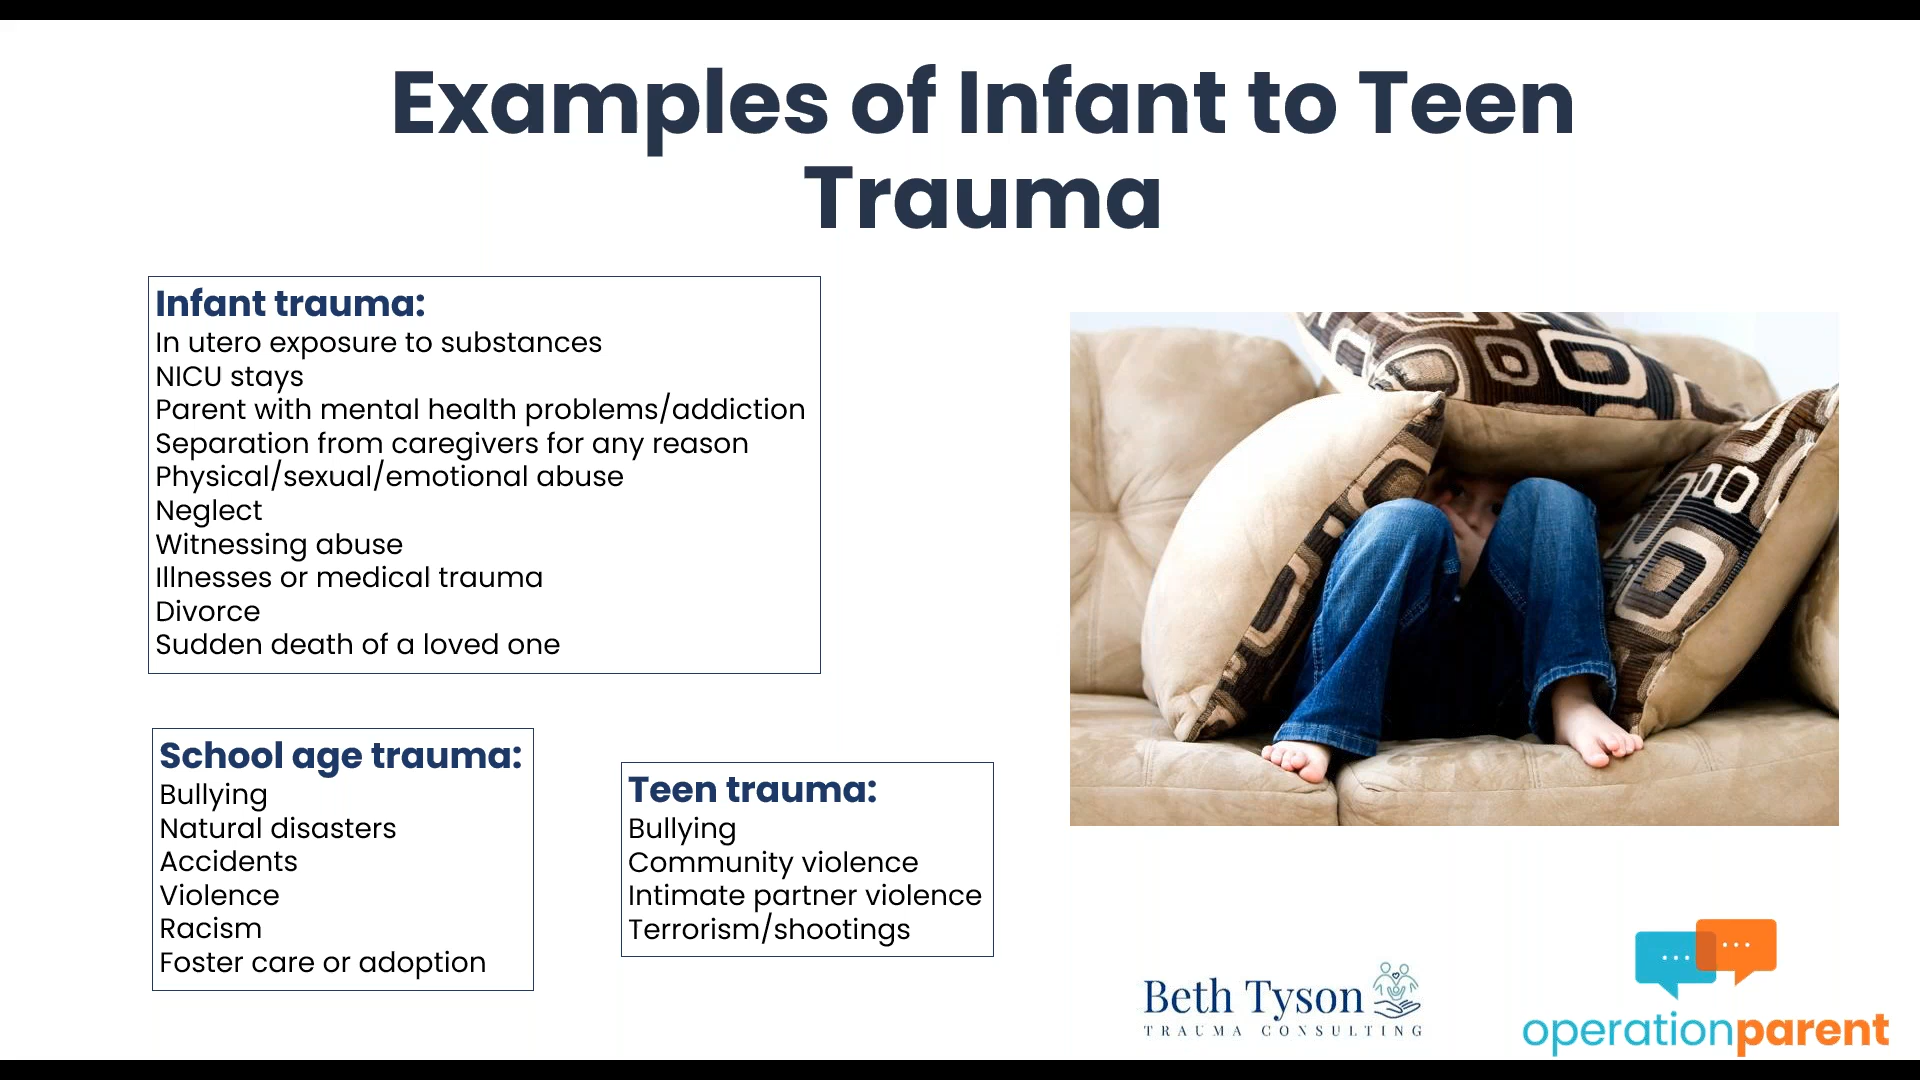 Examples of Infant to Teen
Trauma
Infant trauma:
In utero exposure to substances
NICU stays
Parent with mental health problems/addiction
Separation from caregivers for any reason
Physical/sexual/emotional abuse
Neglect
Witnessing abuse
Illnesses or medical trauma
Divorce
Sudden death of a loved one
School age trauma:
Bullying
Natural disasters
Accidents
Violence
Racism
Foster care or adoption
Teen trauma:
Bullying
Community violence
Intimate partner violence
Terrorism/shootings
Beth Tyson
TRAUMA CONSULTING
operationparent